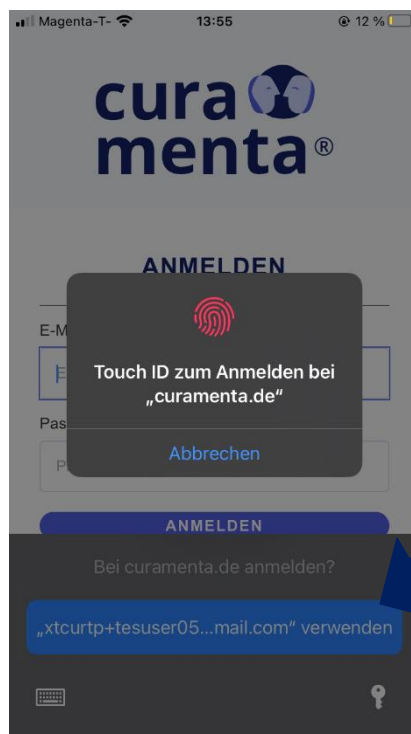 Magenta-T- 13:55 12 %
cura
menta®
ANMELDEN
E-M
E
Touch ID zum Anmelden bei
„curamenta.de“
Pas
P
Abbrechen
ANMELDEN
Bei curamenta.de anmelden?
„xtcurtp+tesuser05...mail.com“ verwenden